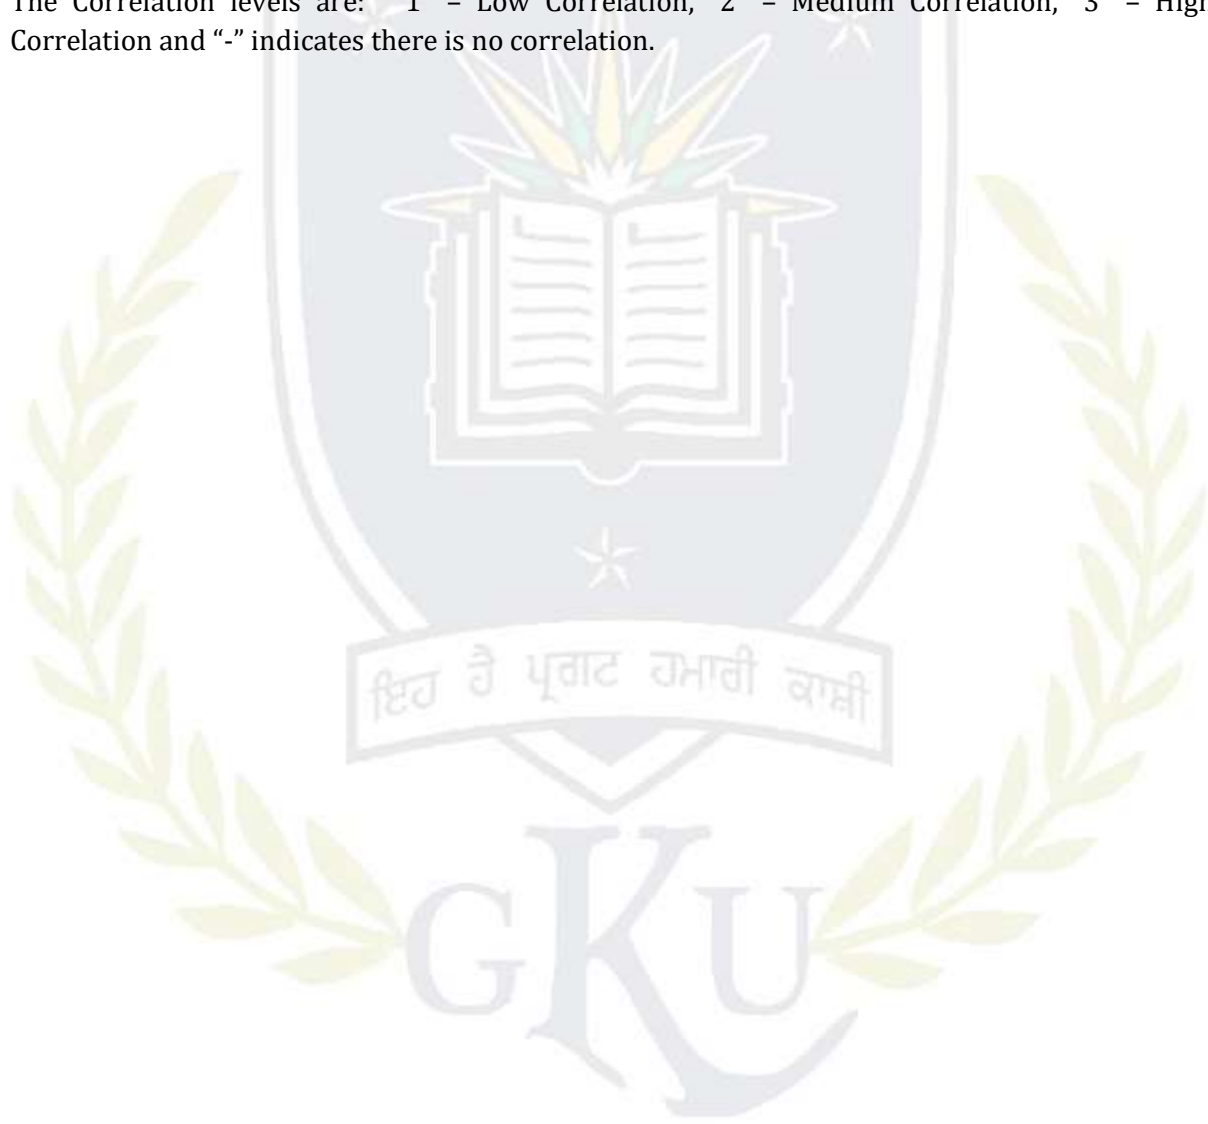 The Correlation levels are: "1" – Low Correlation, "2" – Medium Correlation, "3" – High
Correlation and “-” indicates there is no correlation.
ਇਹ ਹੈ ਪ੍ਰਗਟ ਹਮਾਰੀ ਕਾਸ਼ੀ
GKU